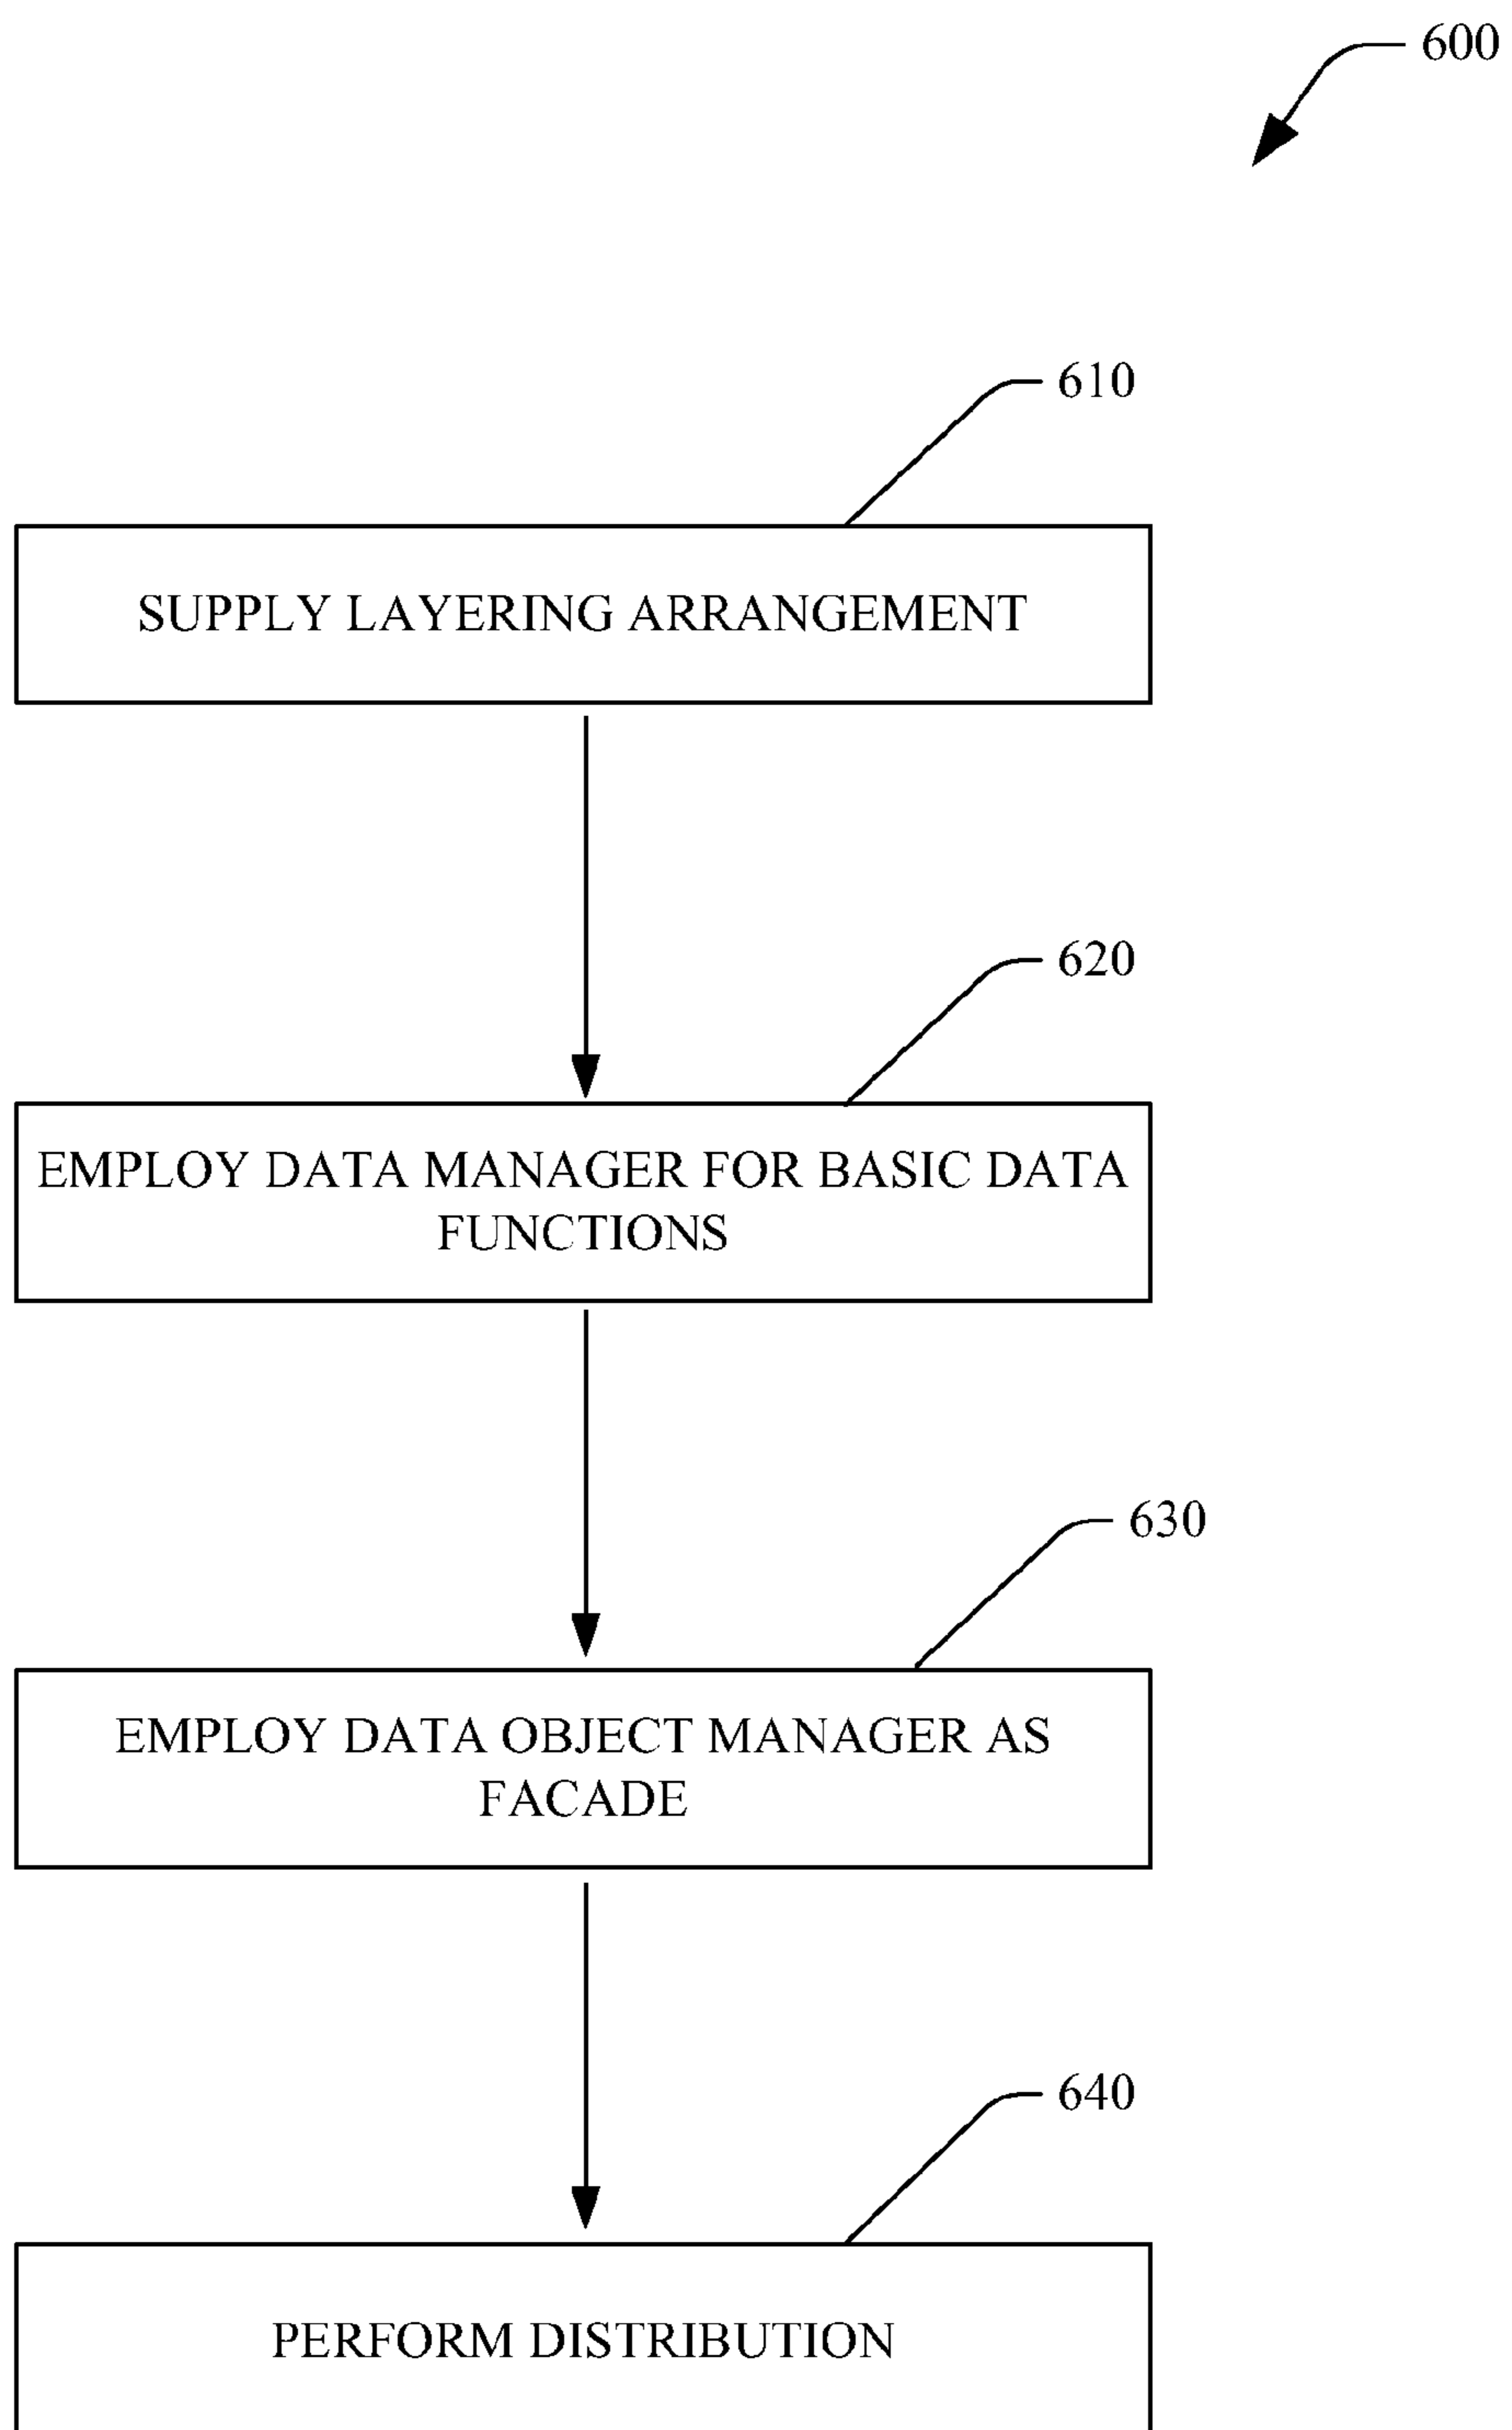 600
610
SUPPLY LAYERING ARRANGEMENT
620
EMPLOY DATA MANAGER FOR BASIC DATA
FUNCTIONS
630
EMPLOY DATA OBJECT MANAGER AS
FACADE
640
PERFORM DISTRIBUTION